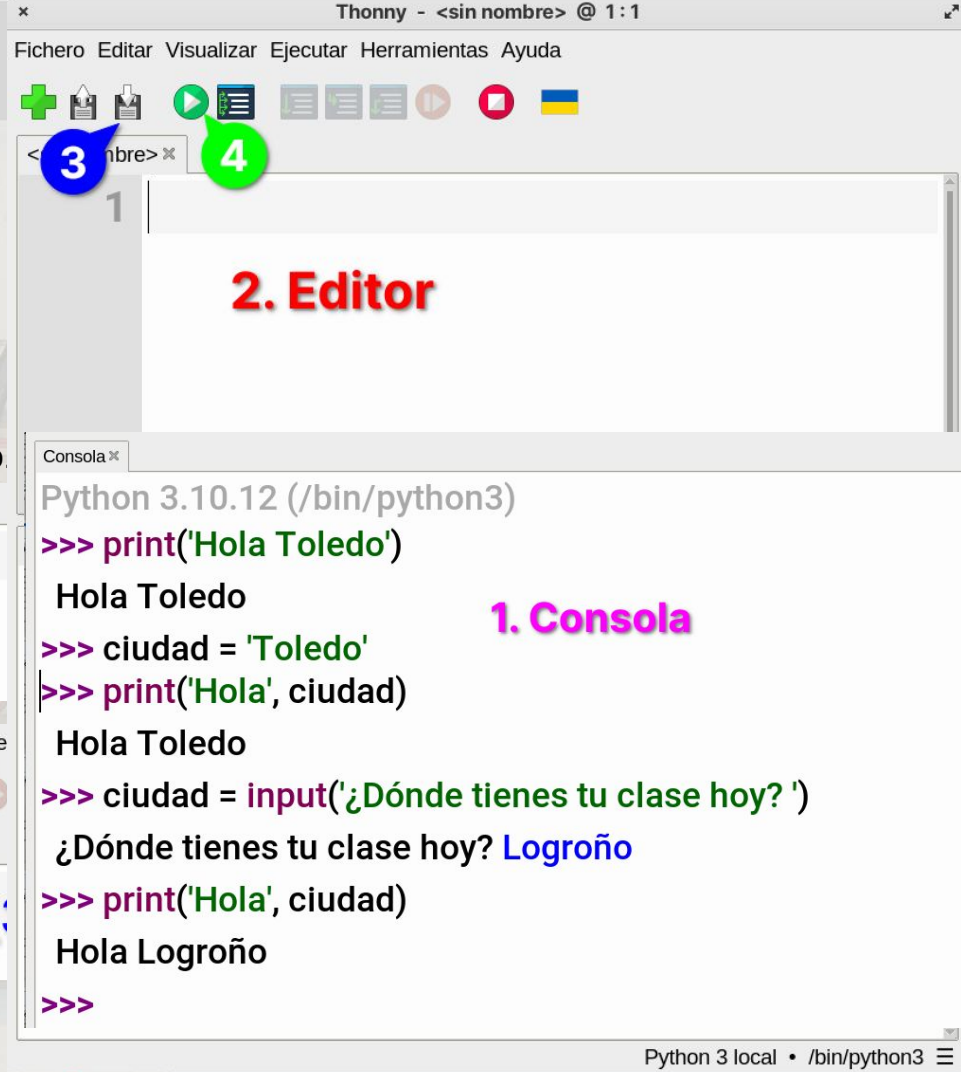 Thonny - <sin nombre> @ 1:1
Fichero Editar Visualizar Ejecutar Herramientas Ayuda
3
4
1
2. Editor
Consola
Python 3.10.12 (/bin/python3)
>>> print('Hola Toledo')
Hola Toledo
1. Consola
>>> ciudad = 'Toledo'
>>> print('Hola', ciudad)
Hola Toledo
>>> ciudad = input('¿Dónde tienes tu clase hoy? ')
¿Dónde tienes tu clase hoy? Logroño
>>> print('Hola', ciudad)
Hola Logroño
>>>
Python 3 local • /bin/python3 ☰